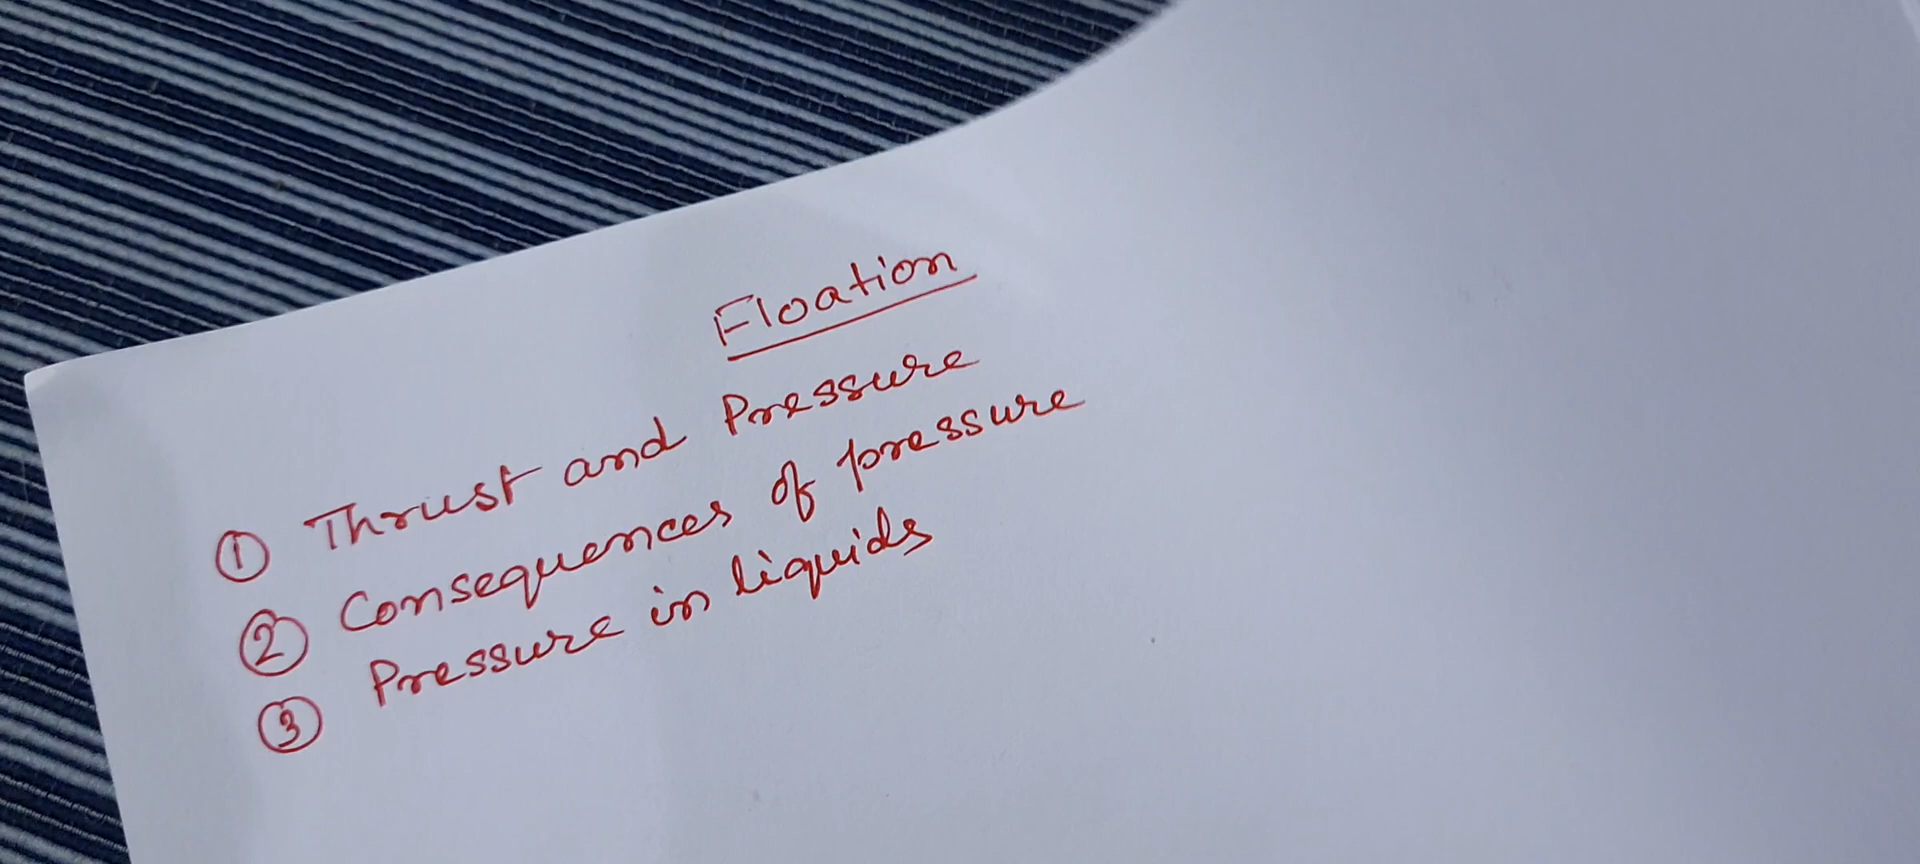 Floation
① Thrust and Pressure
② Consequences of pressure
③ Pressure in liquids